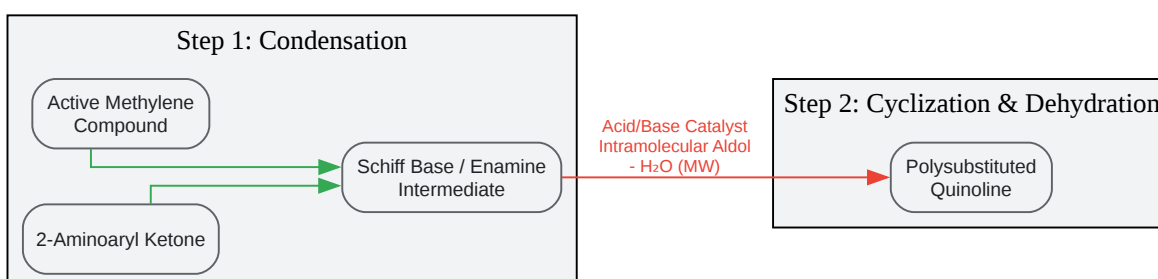 Step 1: Condensation
Active Methylene
Compound
2-Aminoaryl Ketone
Schiff Base / Enamine
Intermediate
Acid/Base Catalyst
Intramolecular Aldol
- H₂O (MW)
Step 2: Cyclization & Dehydration
Polysubstituted
Quinoline